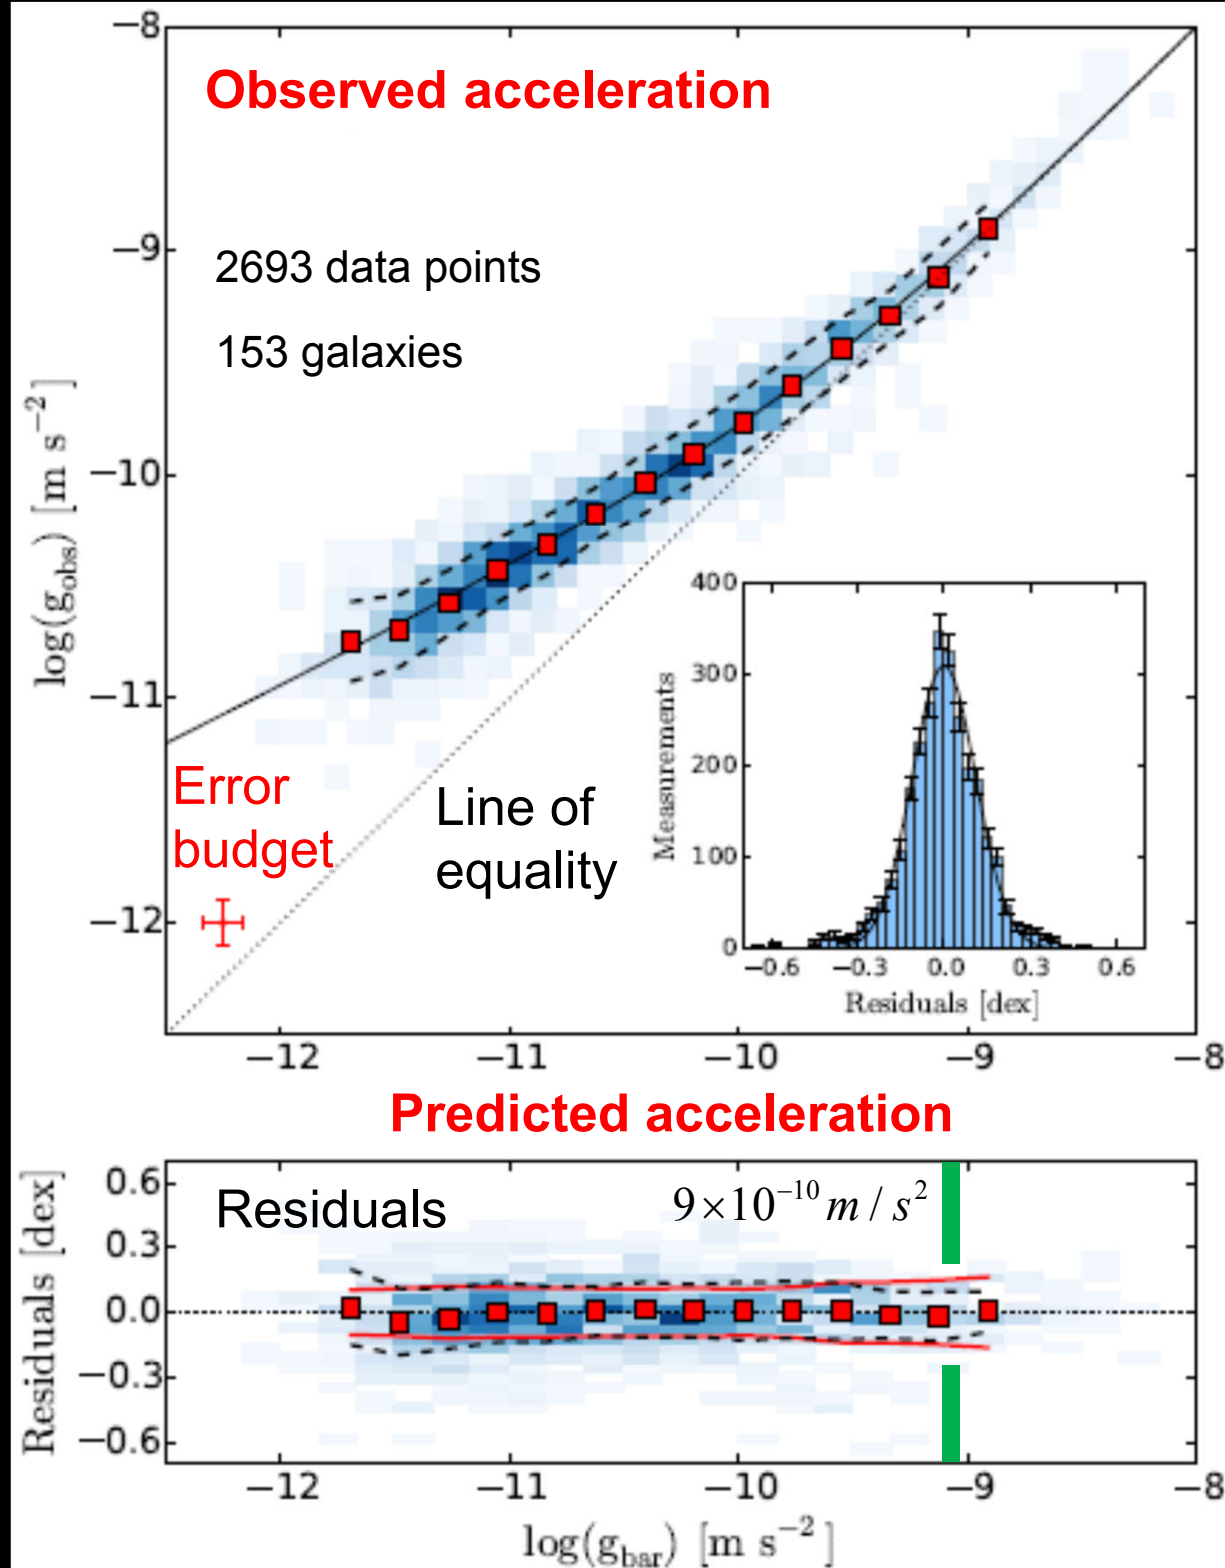 −8
Observed acceleration
−9
2693 data points
153 galaxies
log(g_obs) [m s⁻²]
−10
−11
Error
budget
Line of
equality
−12
400
300
200
100
0
Measurements
−0.6 −0.3 0.0 0.3 0.6
Residuals [dex]
−12 −11 −10 −9 −8
Predicted acceleration
Residuals [dex]
0.6
0.3
0.0
−0.3
−0.6
Residuals
9×10⁻¹⁰ m / s²
−12 −11 −10 −9 −8
log(g_bar) [m s⁻²]